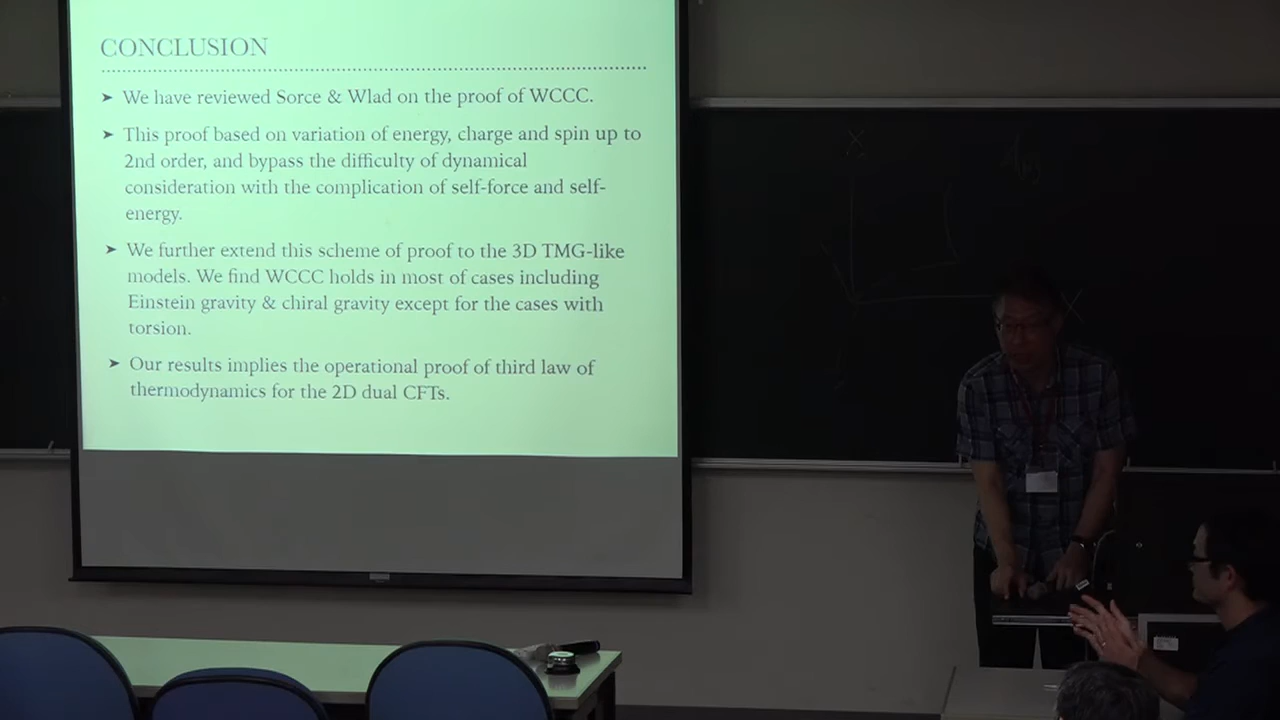 CONCLUSION
➤ We have reviewed Sorce & Wlad on the proof of WCCC.
➤ This proof based on variation of energy, charge and spin up to
2nd order, and bypass the difficulty of dynamical
consideration with the complication of self-force and self-
energy.
➤ We further extend this scheme of proof to the 3D TMG-like
models. We find WCCC holds in most of cases including
Einstein gravity & chiral gravity except for the cases with
torsion.
➤ Our results implies the operational proof of third law of
thermodynamics for the 2D dual CFTs.
X
X